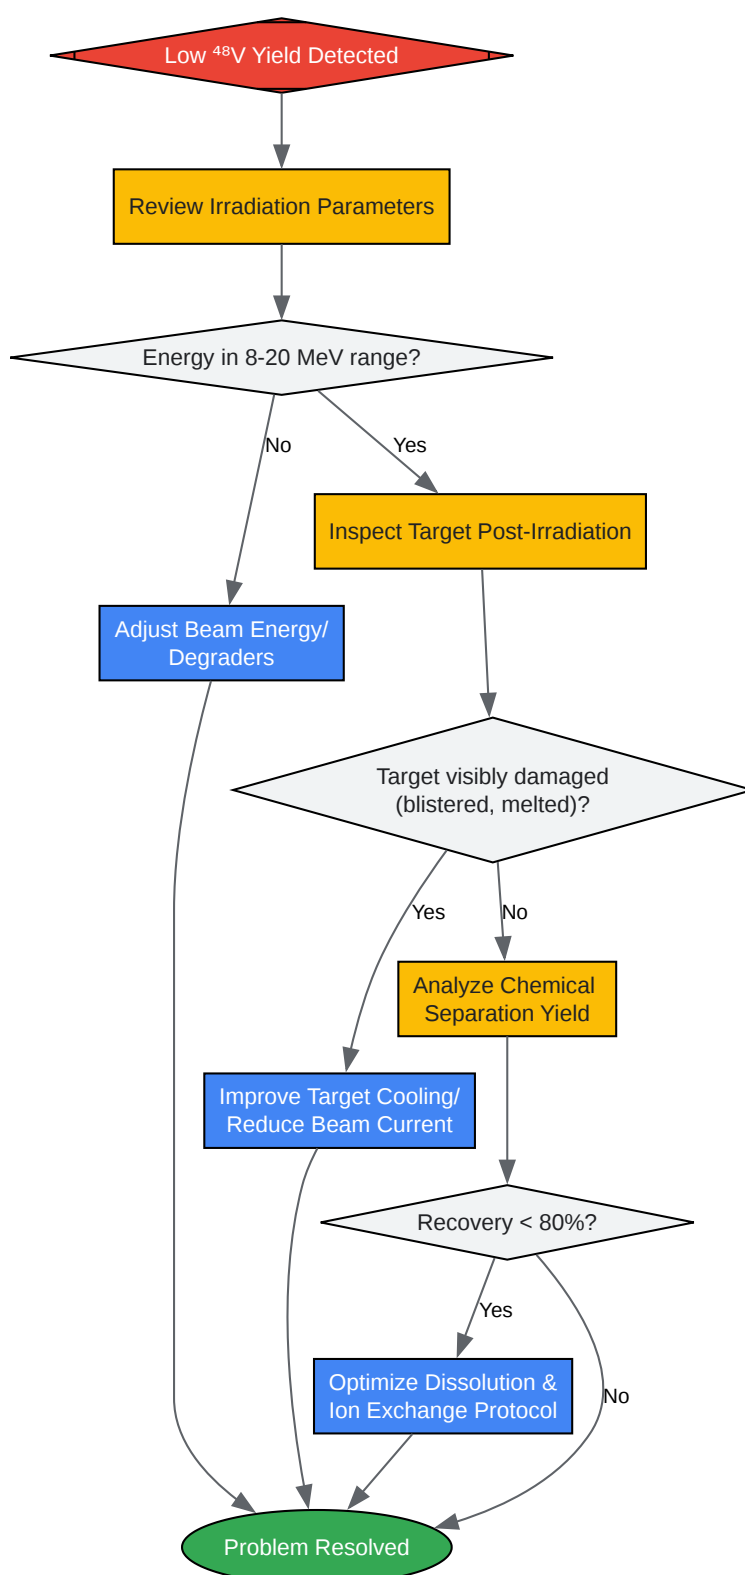 Low ⁴⁸V Yield Detected
Review Irradiation Parameters
Energy in 8-20 MeV range?
No
Yes
Inspect Target Post-Irradiation
Adjust Beam Energy/
Degraders
Target visibly damaged
(blistered, melted)?
Yes
No
Analyze Chemical
Separation Yield
Improve Target Cooling/
Reduce Beam Current
Recovery < 80%?
Yes
Optimize Dissolution &
Ion Exchange Protocol
No
Problem Resolved